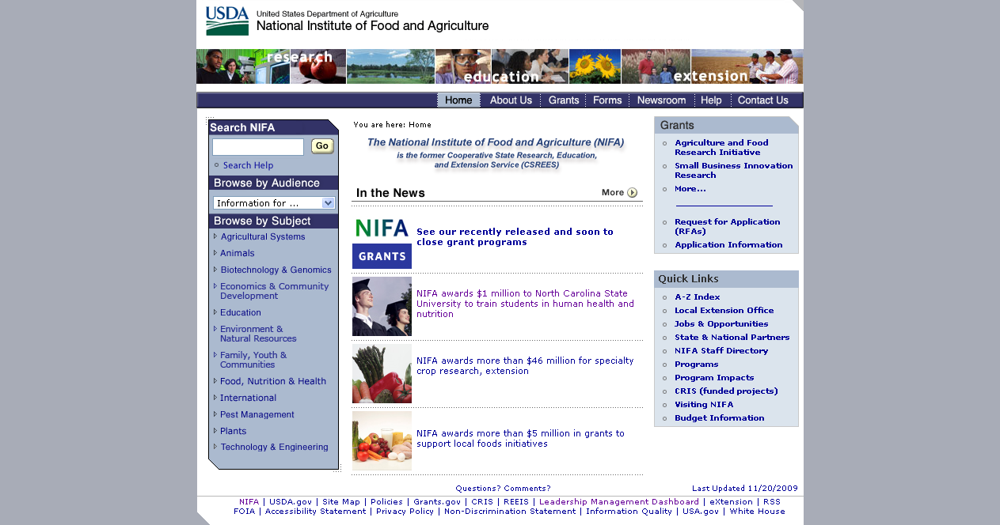 USDA
United States Department of Agriculture
National Institute of Food and Agriculture
research
education
extension
Home
About Us
Grants
Forms
Newsroom
Help
Contact Us
Search NIFA
Go
Search Help
Browse by Audience
Information for ...
Browse by Subject
Agricultural Systems
Animals
Biotechnology & Genomics
Economics & Community
Development
Education
Environment &
Natural Resources
Family, Youth &
Communities
Food, Nutrition & Health
International
Pest Management
Plants
Technology & Engineering
You are here: Home
The National Institute of Food and Agriculture (NIFA)
is the former Cooperative State Research, Education,
and Extension Service (CSREES)
In the News
More
NIFA
GRANTS
See our recently released and soon to
close grant programs
NIFA awards $1 million to North Carolina State
University to train students in human health and
nutrition
NIFA awards more than $46 million for specialty
crop research, extension
NIFA awards more than $5 million in grants to
support local foods initiatives
Grants
Agriculture and Food
Research Initiative
Small Business Innovation
Research
More...
Request for Application
(RFAs)
Application Information
Quick Links
A-Z Index
Local Extension Office
Jobs & Opportunities
State & National Partners
NIFA Staff Directory
Programs
Program Impacts
CRIS (funded projects)
Visiting NIFA
Budget Information
Questions? Comments?
Last Updated 11/20/2009
NIFA | USDA.gov | Site Map | Policies | Grants.gov | CRIS | REEIS | Leadership Management Dashboard | eXtension | RSS
FOIA | Accessibility Statement | Privacy Policy | Non-Discrimination Statement | Information Quality | USA.gov | White House